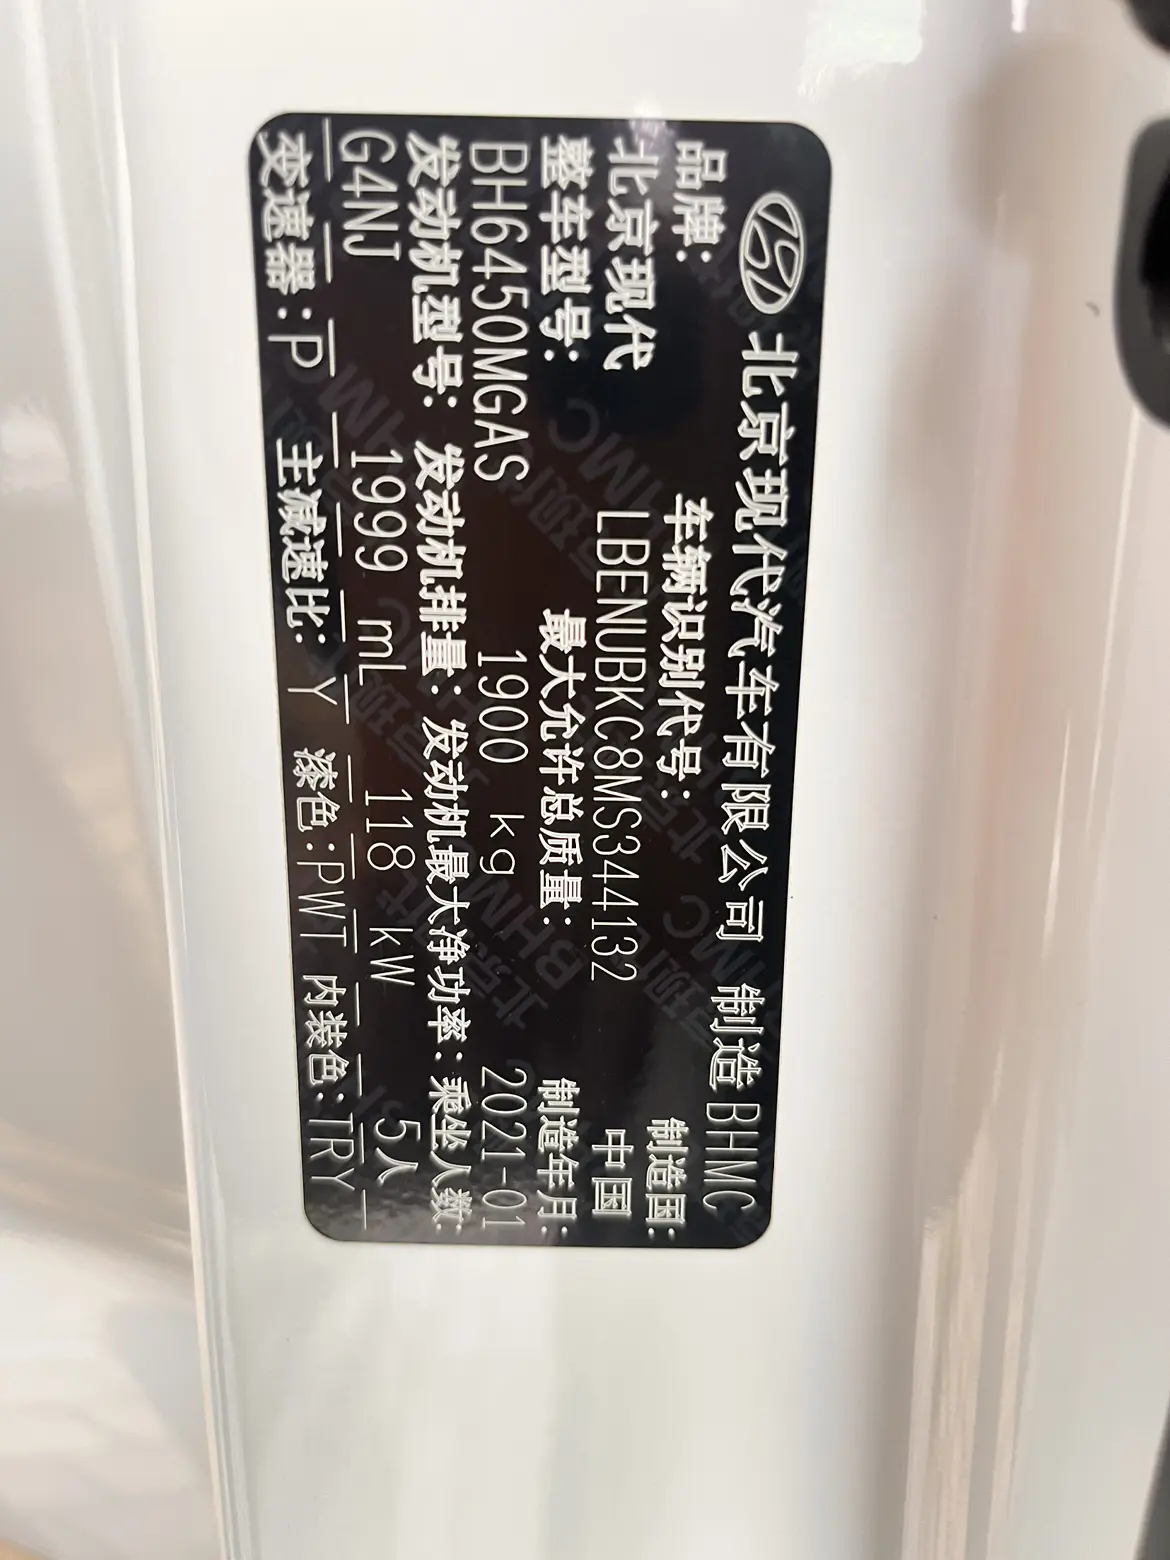 北京现代汽车有限公司 制造 BHMC
品牌: 车辆识别代号: 制造国:
北京现代 LBENUBKC8MS344132 中国
整车型号: 最大允许总质量: 制造年月:
BH6450MGAS 1900 kg 2021-01
发动机型号: 发动机排量: 发动机最大净功率: 乘坐人数:
G4NJ 1999 mL 118 kW 5人
变速器:P 主减速比: Y 漆色:PWT 内装色:TRY